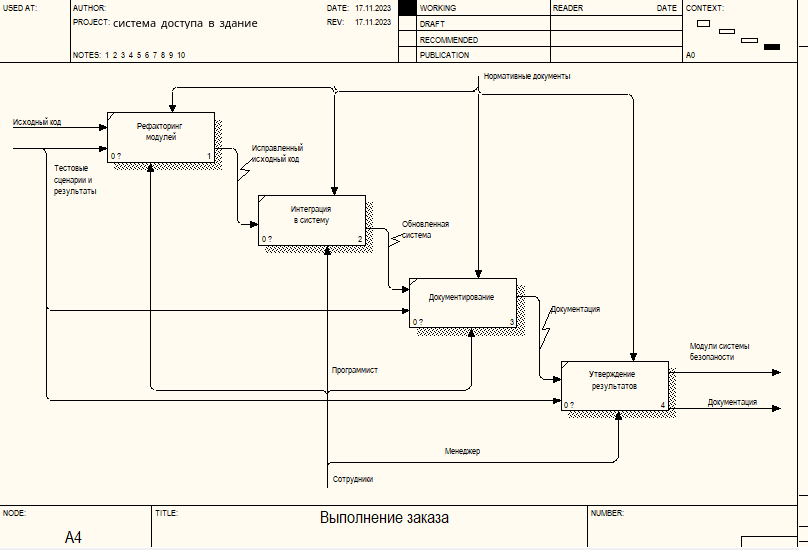 USED AT:
AUTHOR:
DATE: 17.11.2023
WORKING
READER
DATE
CONTEXT:
PROJECT: система доступа в здание
REV: 17.11.2023
DRAFT
RECOMMENDED
NOTES: 1 2 3 4 5 6 7 8 9 10
PUBLICATION
A0
Нормативные документы
Исходный код
Рефакторинг
модулей
0 ?
1
Тестовые
сценарии и
результаты
Исправленный
исходный код
Интеграция
в систему
0 ?
2
Обновленная
система
Документирование
0 ?
3
Документация
Программист
Утверждение
результатов
0 ?
4
Модули системы
безопаности
Документация
Менеджер
Сотрудники
NODE:
TITLE:
Выполнение заказа
NUMBER:
A4